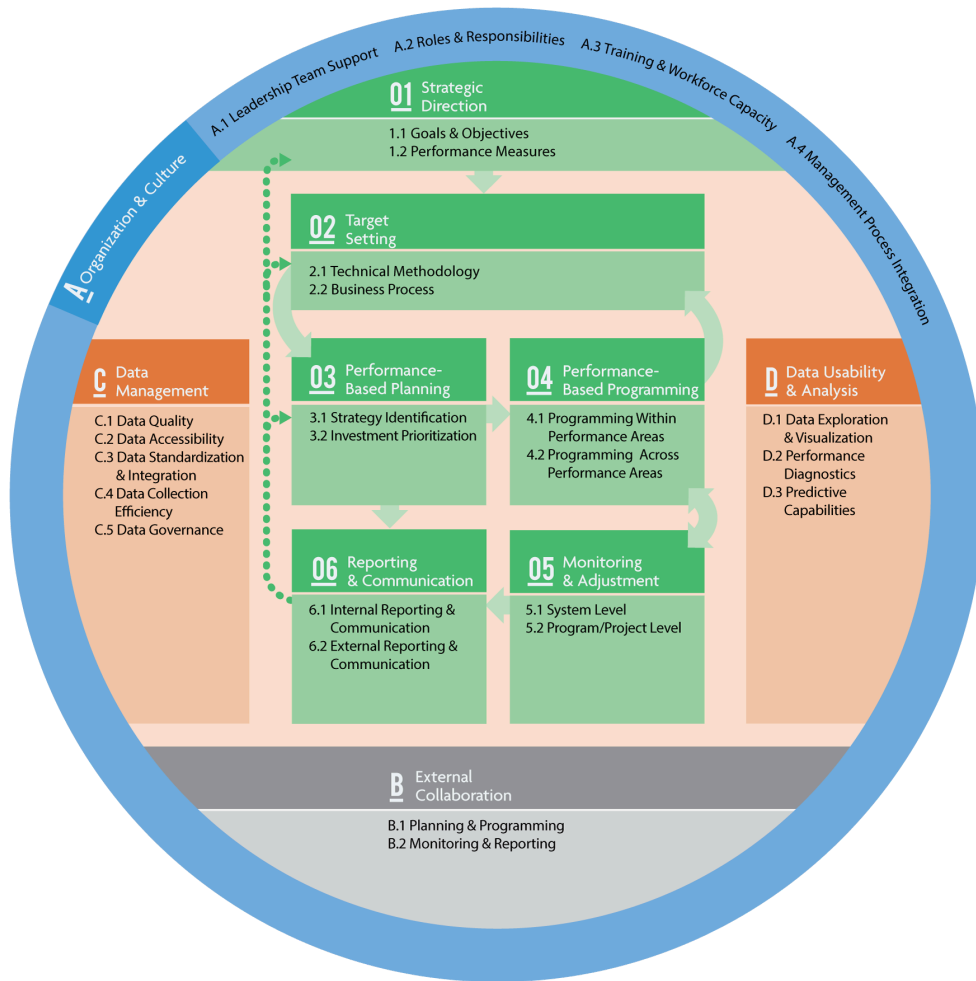 A Organization & Culture
A.1 Leadership Team Support
A.2 Roles & Responsibilities
A.3 Training & Workforce Capacity
A.4 Management Process Integration
01 Strategic
Direction
1.1 Goals & Objectives
1.2 Performance Measures
02 Target
Setting
2.1 Technical Methodology
2.2 Business Process
C Data
Management
C.1 Data Quality
C.2 Data Accessibility
C.3 Data Standardization
& Integration
C.4 Data Collection
Efficiency
C.5 Data Governance
03 Performance-
Based Planning
3.1 Strategy Identification
3.2 Investment Prioritization
04 Performance-
Based Programming
4.1 Programming Within
Performance Areas
4.2 Programming Across
Performance Areas
D Data Usability
& Analysis
D.1 Data Exploration
& Visualization
D.2 Performance
Diagnostics
D.3 Predictive
Capabilities
06 Reporting
& Communication
6.1 Internal Reporting &
Communication
6.2 External Reporting &
Communication
05 Monitoring
& Adjustment
5.1 System Level
5.2 Program/Project Level
B External
Collaboration
B.1 Planning & Programming
B.2 Monitoring & Reporting